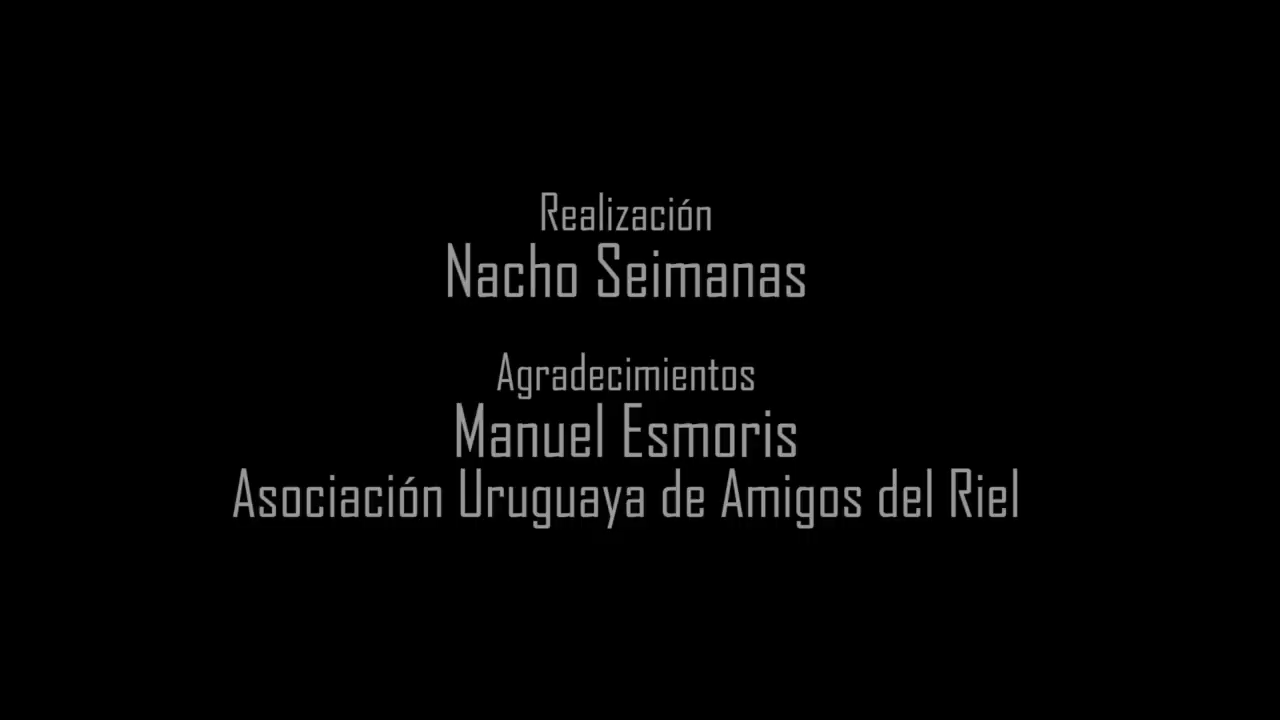 Realización
Nacho Seimanas
Agradecimientos
Manuel Esmoris
Asociación Uruguaya de Amigos del Riel